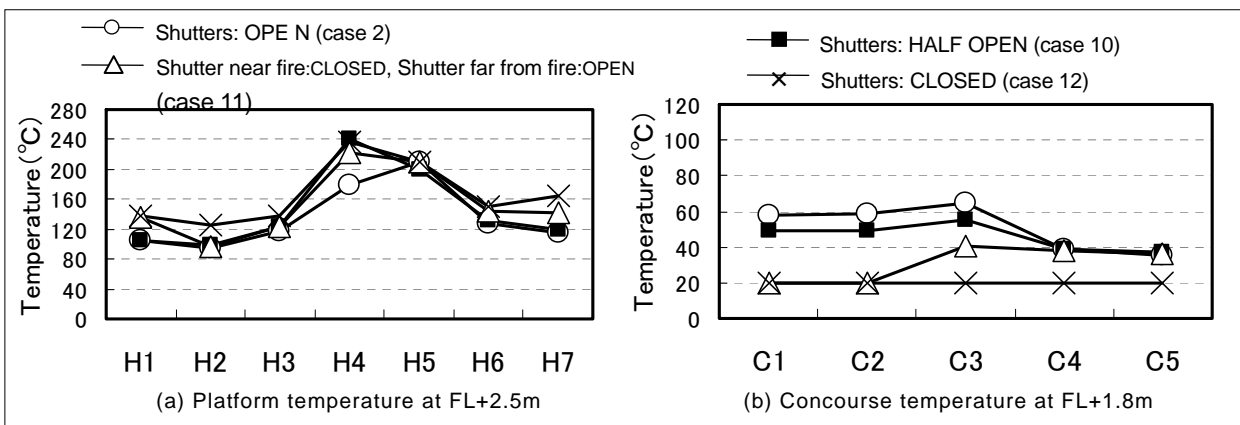 Shutters: OPE N (case 2)
Shutter near fire:CLOSED, Shutter far from fire:OPEN
(case 11)
Shutters: HALF OPEN (case 10)
Shutters: CLOSED (case 12)
Temperature(℃)
280
240
200
160
120
80
40
0
H1 H2 H3 H4 H5 H6 H7
(a) Platform temperature at FL+2.5m
Temperature(℃)
120
100
80
60
40
20
0
C1 C2 C3 C4 C5
(b) Concourse temperature at FL+1.8m